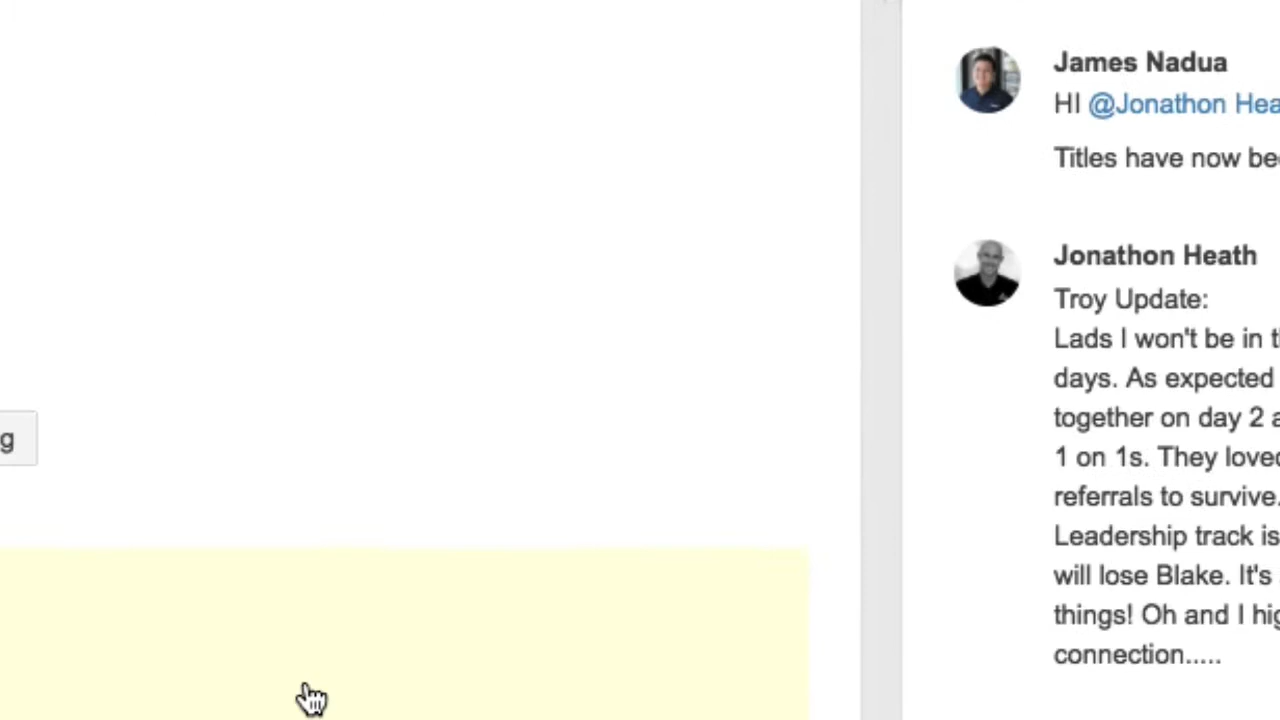 James Nadua
HI @Jonathon Hea
Titles have now be
Jonathon Heath
Troy Update:
Lads I won't be in t
days. As expected
together on day 2 a
g
1 on 1s. They loved
referrals to survive.
Leadership track is
will lose Blake. It's
things! Oh and I hig
connection.....